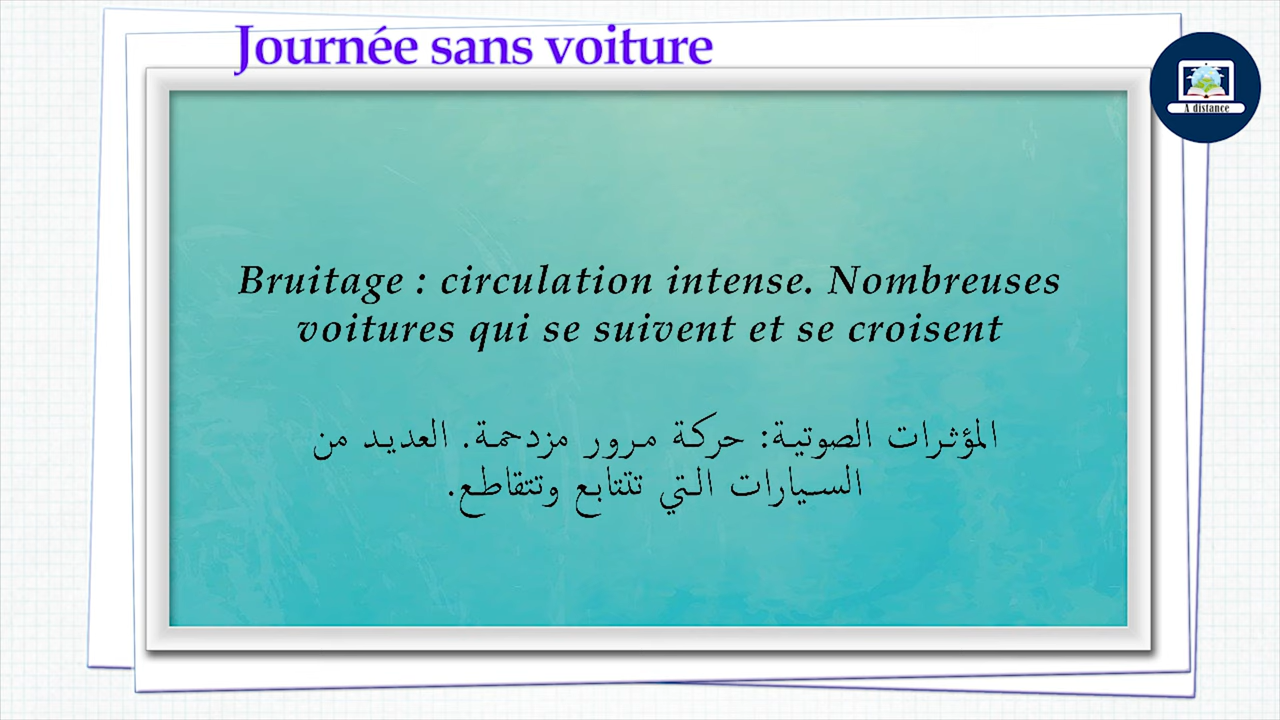 Journée sans voiture
A distance
Bruitage : circulation intense. Nombreuses
voitures qui se suivent et se croisent
المؤثرات الصوتية: حركة مرور مزدحمة. العديد من
السيارات التي تتتابع وتتقاطع.